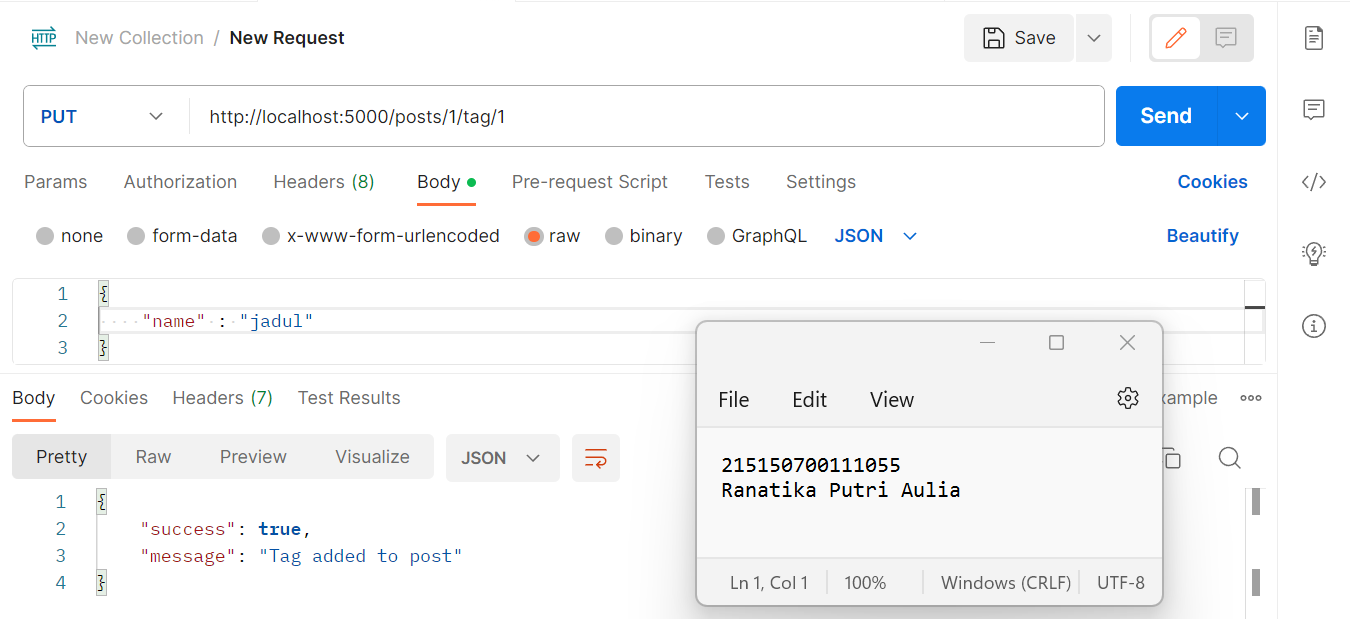 HTTP New Collection / New Request Save
PUT http://localhost:5000/posts/1/tag/1 Send
Params Authorization Headers (8) Body Pre-request Script Tests Settings Cookies
none form-data x-www-form-urlencoded raw binary GraphQL JSON Beautify
1 {
2 "name" : "jadul"
3 }
Body Cookies Headers (7) Test Results
Pretty Raw Preview Visualize JSON
1 {
2 "success": true,
3 "message": "Tag added to post"
4 }
File Edit View
215150700111055
Ranatika Putri Aulia
Ln 1, Col 1 100% Windows (CRLF) UTF-8